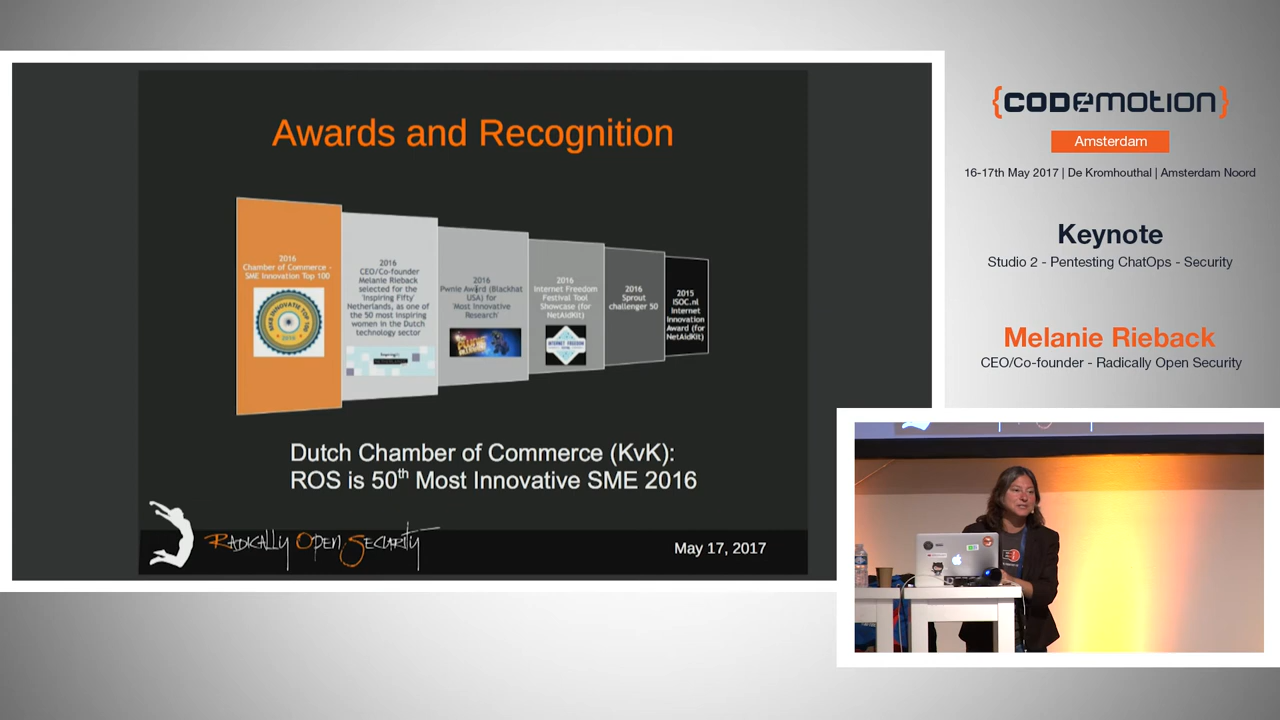 Awards and Recognition
2016
Chamber of Commerce -
SME Innovation Top 100
2016
CEO/Co-founder
Melanie Rieback
selected for the
'Inspiring Fifty'
Netherlands, as one of
the 50 most inspiring
women in the Dutch
technology sector
2016
Pwnie Award (Blackhat
USA) for
'Most Innovative
Research'
2016
Internet Freedom
Festival Tool
Showcase (for
NetAidKit)
INTERNET FREEDOM
2016
Sprout
challenger 50
2015
ISOC.nl
Internet
Innovation
Award (for
NetAidKit)
Dutch Chamber of Commerce (KvK):
ROS is 50th Most Innovative SME 2016
RADICALLY OPEN SECURITY
May 17, 2017
{CODEMOTION}
Amsterdam
16-17th May 2017 | De Kromhouthal | Amsterdam Noord
Keynote
Studio 2 - Pentesting ChatOps - Security
Melanie Rieback
CEO/Co-founder - Radically Open Security